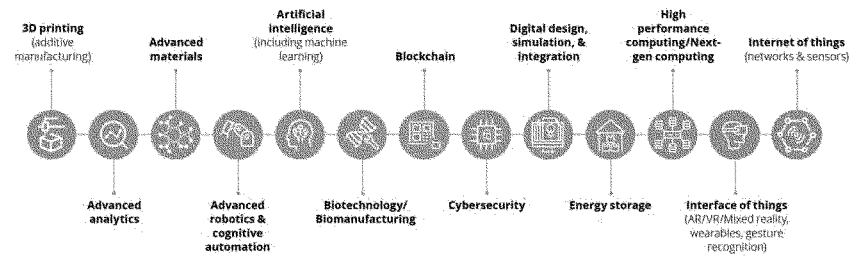 3D printing
(additive
manufacturing)
Advanced
materials
Artificial
intelligence
(including machine
learning)
Blockchain
Digital design,
simulation, &
integration
High
performance
computing/Next-
gen computing
Internet of things
(networks & sensors)
Advanced
analytics
Advanced
robotics &
cognitive
automation
Biotechnology/
Biomanufacturing
Cybersecurity
Energy storage
Interface of things
(AR/VR/Mixed reality,
wearables, gesture
recognition)